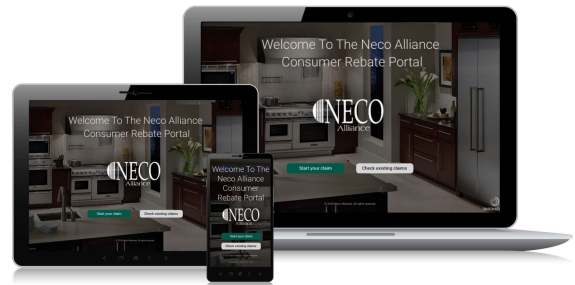 Welcome To The Neco Alliance
Consumer Rebate Portal
NECO
Alliance
Start your claim
Check existing claims
Welcome To The Neco Alliance
Consumer Rebate Portal
NECO
Alliance
Start your claim
Check existing claims
Welcome To The
Neco Alliance
Consumer
Rebate Portal
NECO
Alliance
Start your claim
Check existing claims